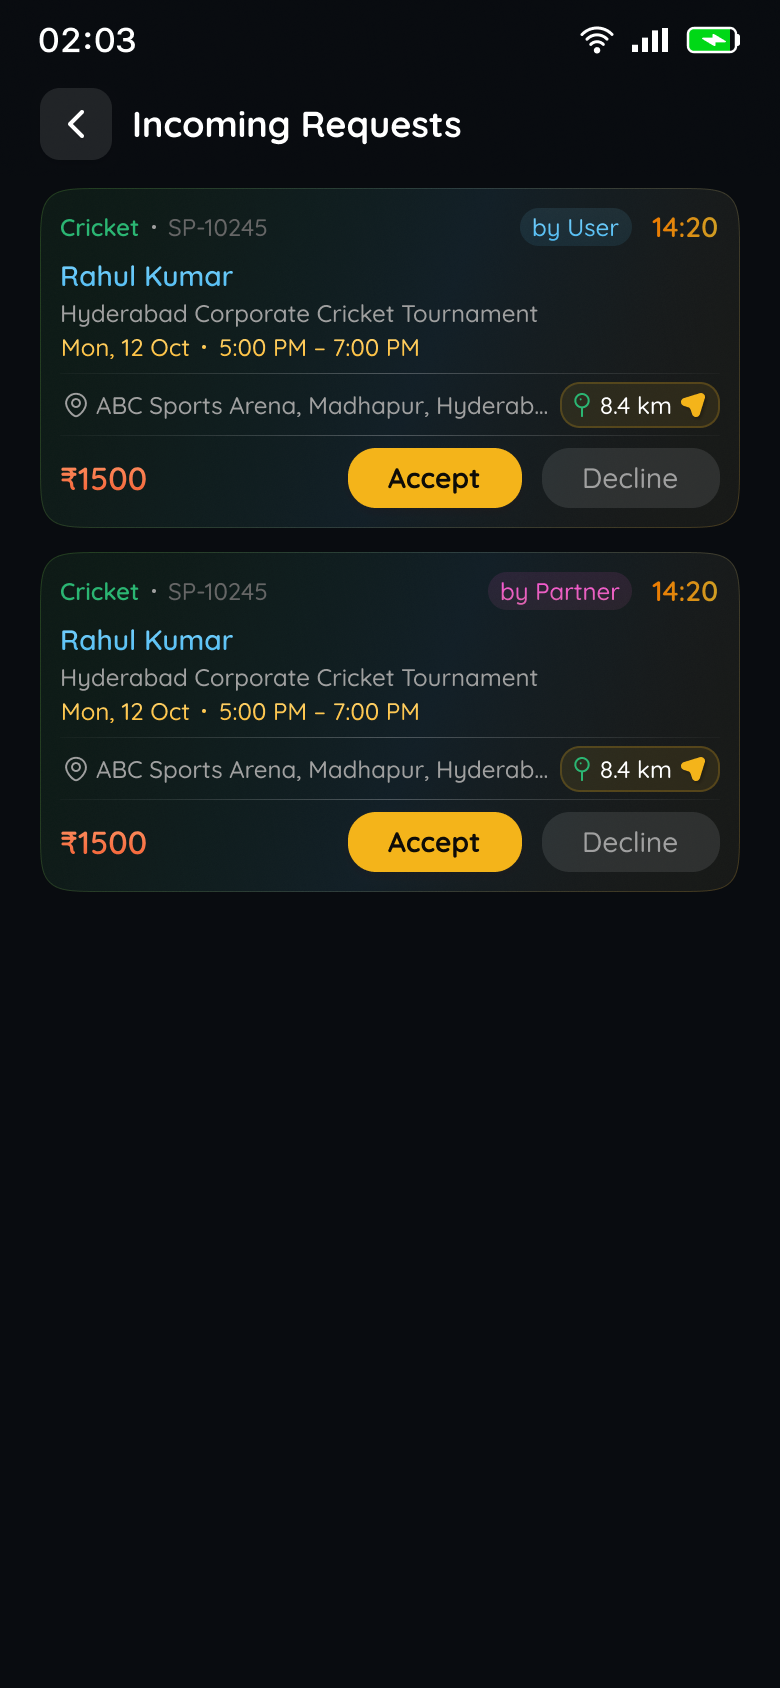 02:03
Incoming Requests
Cricket • SP-10245 by User 14:20
Rahul Kumar
Hyderabad Corporate Cricket Tournament
Mon, 12 Oct • 5:00 PM – 7:00 PM
ABC Sports Arena, Madhapur, Hyderab... 8.4 km
₹1500 Accept Decline
Cricket • SP-10245 by Partner 14:20
Rahul Kumar
Hyderabad Corporate Cricket Tournament
Mon, 12 Oct • 5:00 PM – 7:00 PM
ABC Sports Arena, Madhapur, Hyderab... 8.4 km
₹1500 Accept Decline